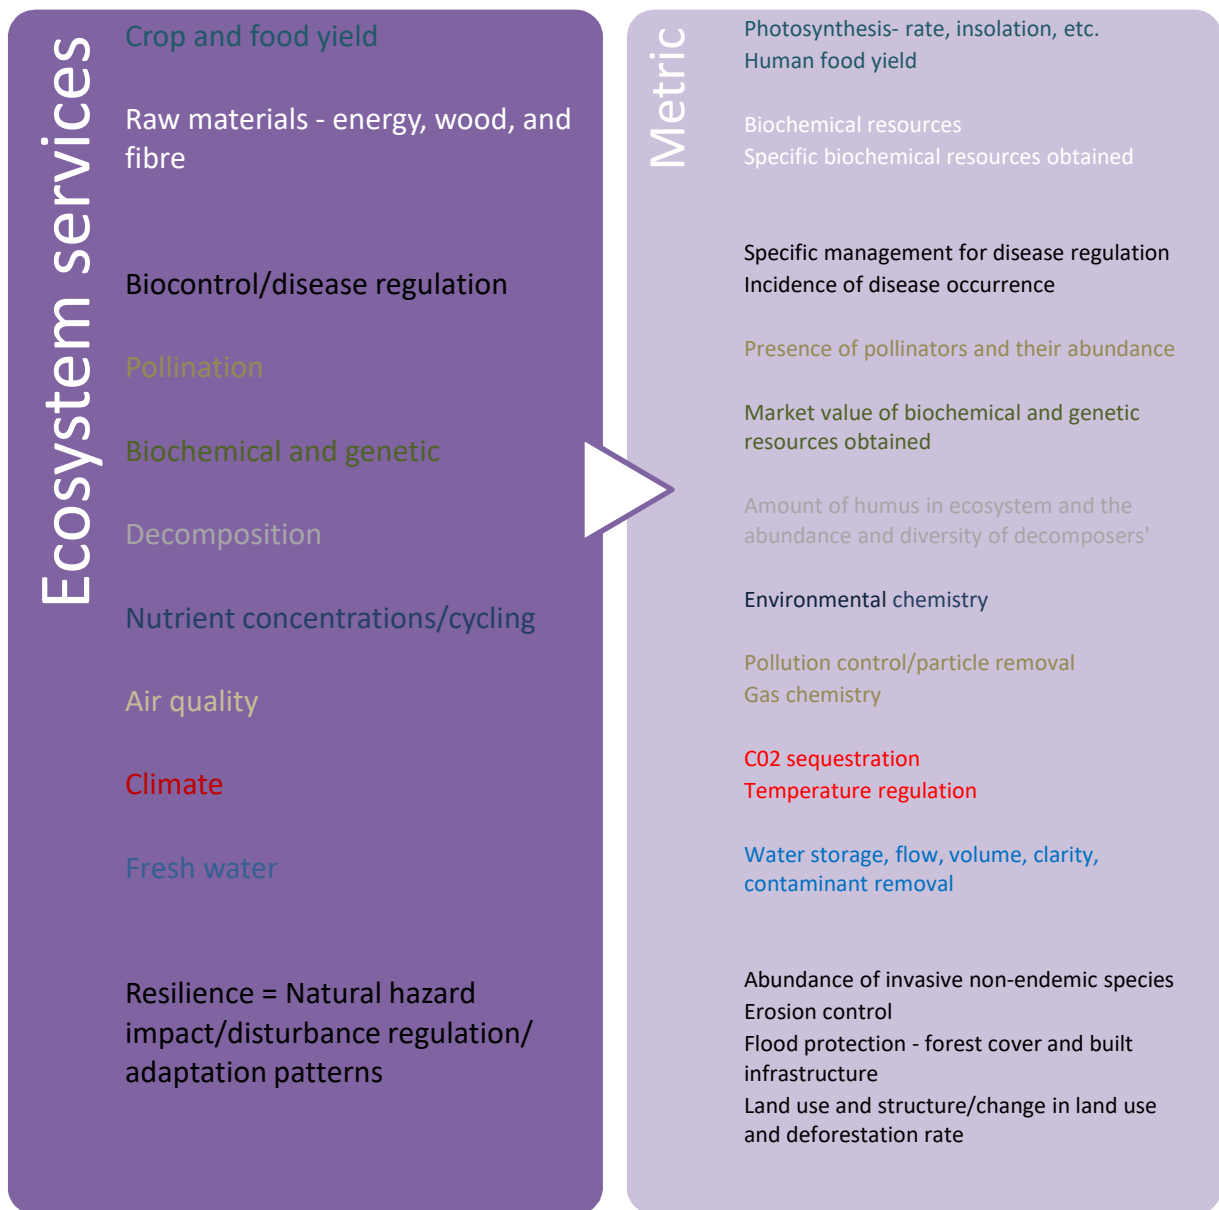 Ecosystem services
Crop and food yield
Raw materials - energy, wood, and
fibre
Biocontrol/disease regulation
Pollination
Biochemical and genetic
Decomposition
Nutrient concentrations/cycling
Air quality
Climate
Fresh water
Resilience = Natural hazard
impact/disturbance regulation/
adaptation patterns
Metric
Photosynthesis- rate, insolation, etc.
Human food yield
Biochemical resources
Specific biochemical resources obtained
Specific management for disease regulation
Incidence of disease occurrence
Presence of pollinators and their abundance
Market value of biochemical and genetic
resources obtained
Amount of humus in ecosystem and the
abundance and diversity of decomposers'
Environmental chemistry
Pollution control/particle removal
Gas chemistry
C02 sequestration
Temperature regulation
Water storage, flow, volume, clarity,
contaminant removal
Abundance of invasive non-endemic species
Erosion control
Flood protection - forest cover and built
infrastructure
Land use and structure/change in land use
and deforestation rate